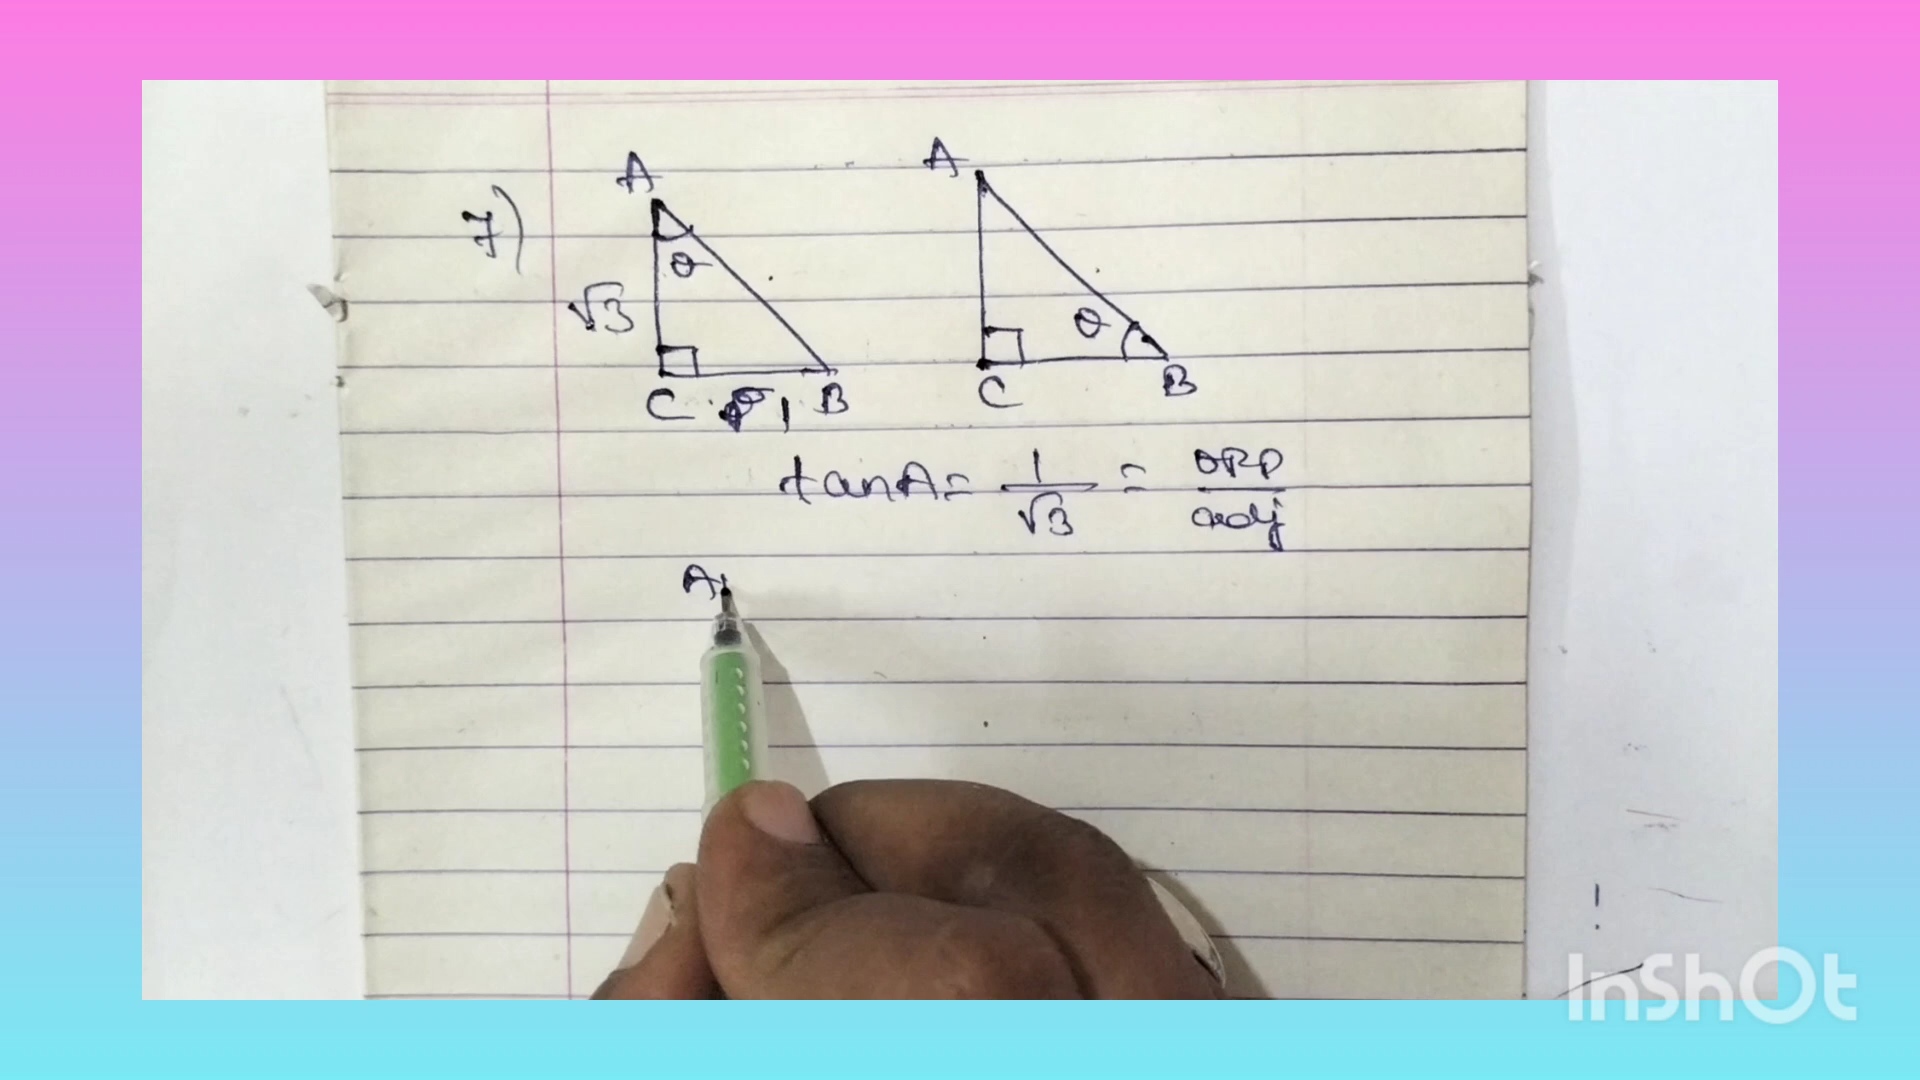 7)
A
θ
√3
C 1 B
A
θ
C B
tanA = 1/√3 = opp/adj
A
InShOt